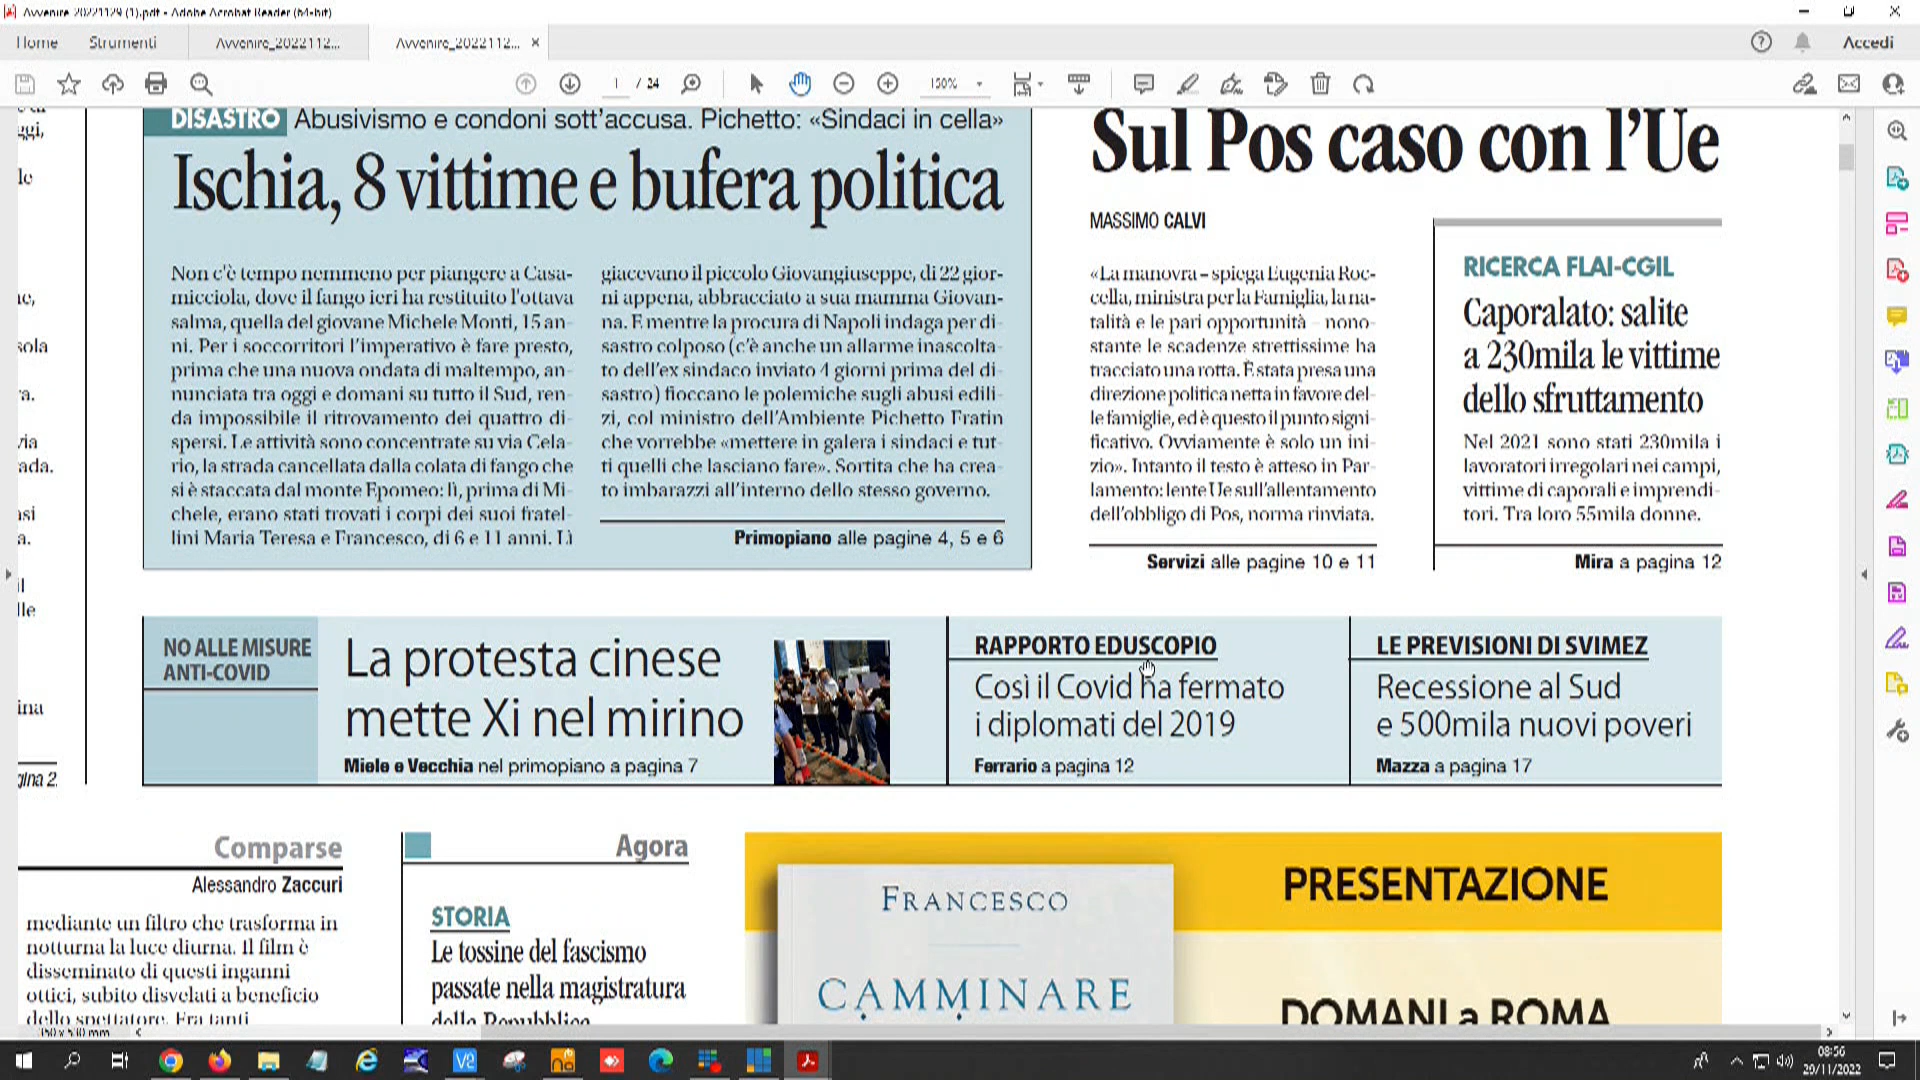 Avvenire_20221129 (1).pdf - Adobe Acrobat Reader (64-bit)
Home Strumenti Avvenire_2022112... Avvenire_2022112... Accedi
1 / 24 150%
DISASTRO Abusivismo e condoni sott'accusa. Pichetto: «Sindaci in cella»
Ischia, 8 vittime e bufera politica
Non c'è tempo nemmeno per piangere a Casa-
micciola, dove il fango ieri ha restituito l'ottava
salma, quella del giovane Michele Monti, 15 an-
ni. Per i soccorritori l'imperativo è fare presto,
prima che una nuova ondata di maltempo, an-
nunciata tra oggi e domani su tutto il Sud, ren-
da impossibile il ritrovamento dei quattro di-
spersi. Le attività sono concentrate su via Cela-
rio, la strada cancellata dalla colata di fango che
si è staccata dal monte Epomeo: lì, prima di Mi-
chele, erano stati trovati i corpi dei suoi fratel-
lini Maria Teresa e Francesco, di 6 e 11 anni. Lì
giacevano il piccolo Giovangiuseppe, di 22 gior-
ni appena, abbracciato a sua mamma Giovan-
na. E mentre la procura di Napoli indaga per di-
sastro colposo (c'è anche un allarme inascolta-
to dell'ex sindaco inviato 4 giorni prima del di-
sastro) fioccano le polemiche sugli abusi edili-
zi, col ministro dell'Ambiente Pichetto Fratin
che vorrebbe «mettere in galera i sindaci e tut-
ti quelli che lasciano fare». Sortita che ha crea-
to imbarazzi all'interno dello stesso governo.
Primopiano alle pagine 4, 5 e 6
Sul Pos caso con l'Ue
MASSIMO CALVI
«La manovra – spiega Eugenia Roc-
cella, ministra per la Famiglia, la na-
talità e le pari opportunità – nono-
stante le scadenze strettissime ha
tracciato una rotta. È stata presa una
direzione politica netta in favore del-
le famiglie, ed è questo il punto signi-
ficativo. Ovviamente è solo un ini-
zio». Intanto il testo è atteso in Par-
lamento: lente Ue sull'allentamento
dell'obbligo di Pos, norma rinviata.
Servizi alle pagine 10 e 11
RICERCA FLAI-CGIL
Caporalato: salite
a 230mila le vittime
dello sfruttamento
Nel 2021 sono stati 230mila i
lavoratori irregolari nei campi,
vittime di caporali e imprendi-
tori. Tra loro 55mila donne.
Mira a pagina 12
ggi,
le
sola
ada.
lle
ina
gina 2
NO ALLE MISURE
ANTI-COVID
La protesta cinese
mette Xi nel mirino
Miele e Vecchia nel primopiano a pagina 7
RAPPORTO EDUSCOPIO
Così il Covid ha fermato
i diplomati del 2019
Ferrario a pagina 12
LE PREVISIONI DI SVIMEZ
Recessione al Sud
e 500mila nuovi poveri
Mazza a pagina 17
Comparse
Alessandro Zaccuri
mediante un filtro che trasforma in
notturna la luce diurna. Il film è
disseminato di questi inganni
ottici, subito disvelati a beneficio
dello spettatore. Fra tanti
Agora
STORIA
Le tossine del fascismo
passate nella magistratura
della Repubblica
FRANCESCO
CAMMINARE
PRESENTAZIONE
DOMANI a ROMA
350 x 530 mm
08:56
29/11/2022